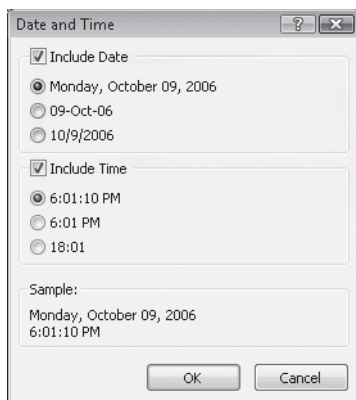 Date and Time
?
Include Date
Monday, October 09, 2006
09-Oct-06
10/9/2006
Include Time
6:01:10 PM
6:01 PM
18:01
Sample:
Monday, October 09, 2006
6:01:10 PM
OK Cancel